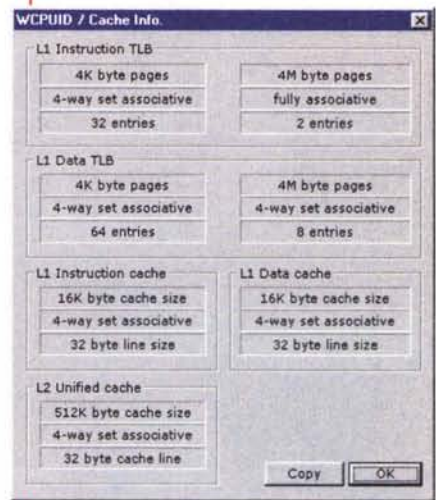 WCPUID / Cache Info.
L1 Instruction TLB
4K byte pages
4-way set associative
32 entries
4M byte pages
fully associative
2 entries
L1 Data TLB
4K byte pages
4-way set associative
64 entries
4M byte pages
4-way set associative
8 entries
L1 Instruction cache
16K byte cache size
4-way set associative
32 byte line size
L1 Data cache
16K byte cache size
4-way set associative
32 byte line size
L2 Unified cache
512K byte cache size
4-way set associative
32 byte cache line
Copy
OK